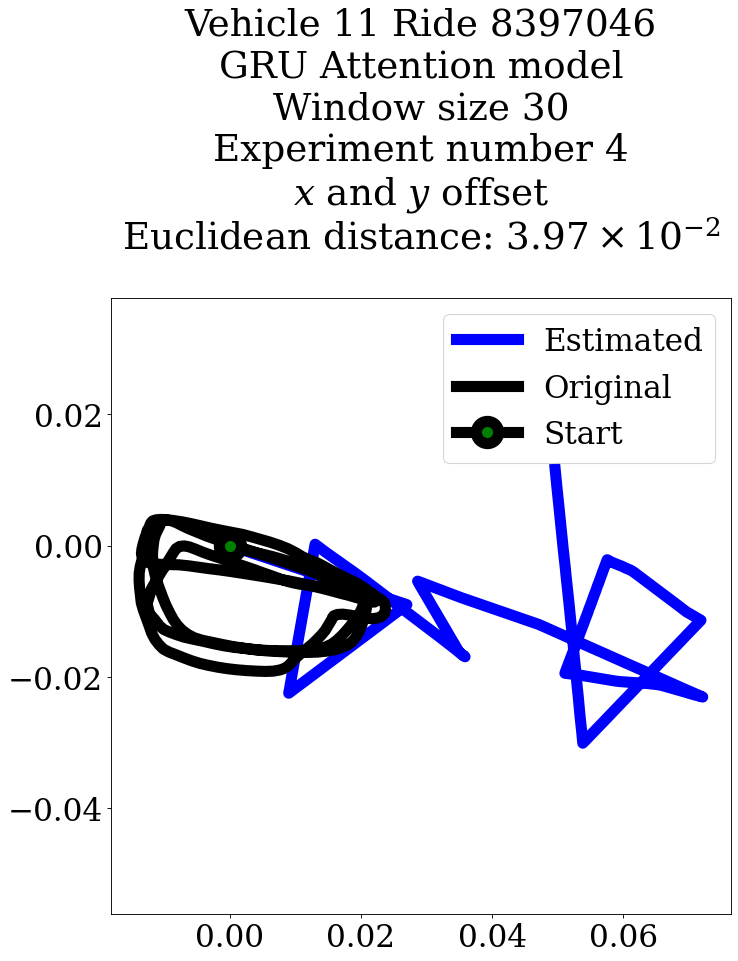 Vehicle 11 Ride 8397046
GRU Attention model
Window size 30
Experiment number 4
x and y offset
Euclidean distance: 3.97 × 10⁻²
Estimated
Original
Start
0.02
0.00
−0.02
−0.04
0.00 0.02 0.04 0.06